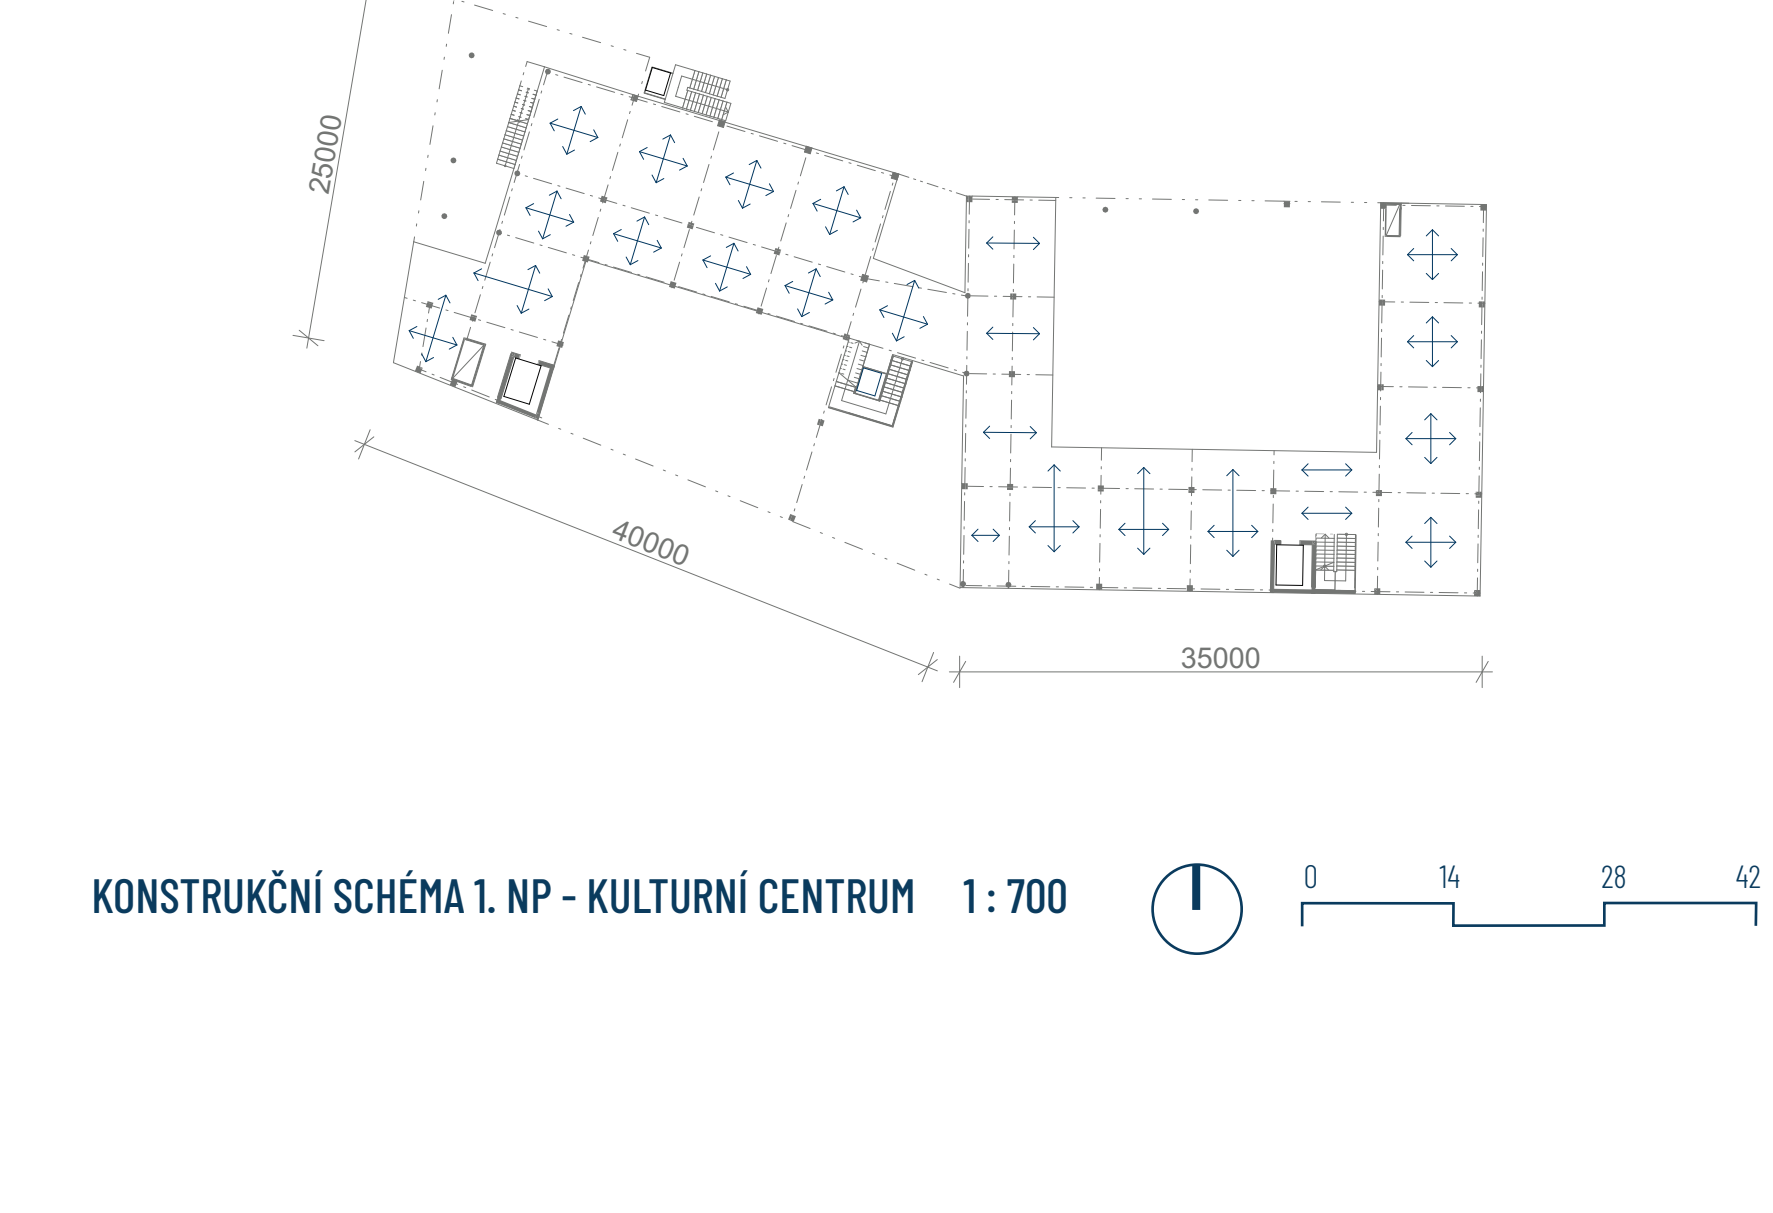 25000
40000
35000
KONSTRUKČNÍ SCHÉMA 1. NP - KULTURNÍ CENTRUM 1 : 700
0 14 28 42